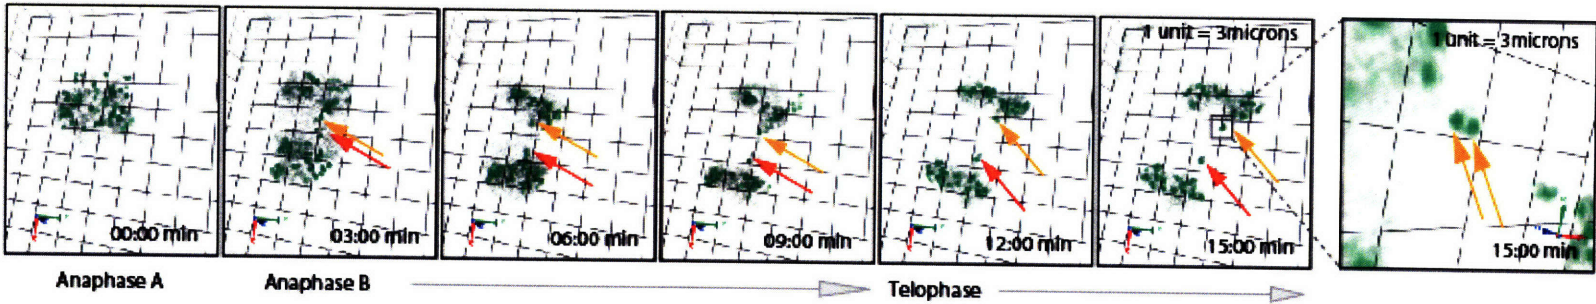 1 unit = 3microns
1 unit = 3microns
00:00 min
03:00 min
06:00 min
09:00 min
12:00 min
15:00 min
15:00 min
Anaphase A
Anaphase B
Telophase